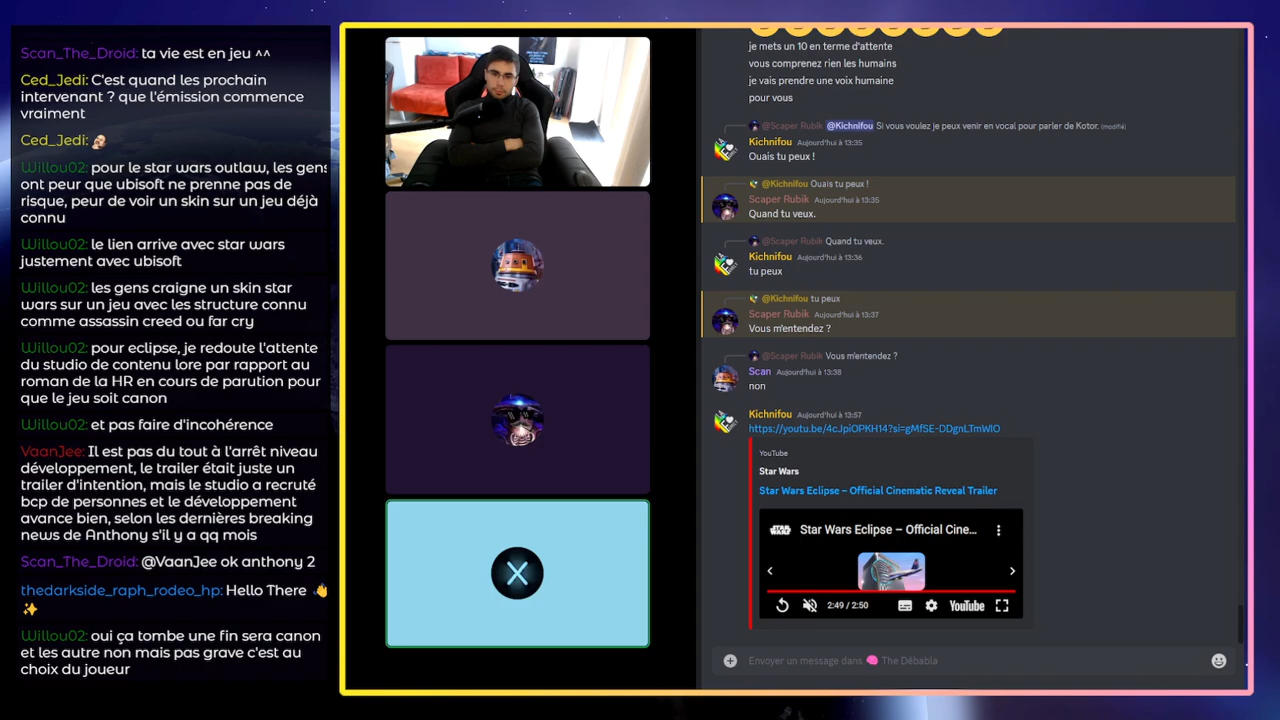 Scan_The_Droid: ta vie est en jeu ^^
Ced_Jedi: C'est quand les prochain
intervenant ? que l'émission commence
vraiment
Ced_Jedi:
Willou02: pour le star wars outlaw, les gens
ont peur que ubisoft ne prenne pas de
risque, peur de voir un skin sur un jeu déjà
connu
Willou02: le lien arrive avec star wars
justement avec ubisoft
Willou02: les gens craigne un skin star
wars sur un jeu avec les structure connu
comme assassin creed ou far cry
Willou02: pour eclipse, je redoute l'attente
du studio de contenu lore par rapport au
roman de la HR en cours de parution pour
que le jeu soit canon
Willou02: et pas faire d'incohérence
VaanJee: Il est pas du tout à l'arrêt niveau
développement, le trailer était juste un
trailer d'intention, mais le studio a recruté
bcp de personnes et le développement
avance bien, selon les dernières breaking
news de Anthony s'il y a qq mois
Scan_The_Droid: @VaanJee ok anthony 2
thedarkside_raph_rodeo_hp: Hello There 👋
✨
Willou02: oui ça tombe une fin sera canon
et les autre non mais pas grave c'est au
choix du joueur
je mets un 10 en terme d'attente
vous comprenez rien les humains
je vais prendre une voix humaine
pour vous
@Scaper Rubik @Kichnifou Si vous voulez je peux venir en vocal pour parler de Kotor. (modifié)
Kichnifou Aujourd'hui à 13:35
Ouais tu peux !
@Kichnifou Ouais tu peux !
Scaper Rubik Aujourd'hui à 13:35
Quand tu veux.
@Scaper Rubik Quand tu veux.
Kichnifou Aujourd'hui à 13:36
tu peux
@Kichnifou tu peux
Scaper Rubik Aujourd'hui à 13:37
Vous m'entendez ?
@Scaper Rubik Vous m'entendez ?
Scan Aujourd'hui à 13:38
non
Kichnifou Aujourd'hui à 13:57
https://youtu.be/4cJpiOPKH14?si=gMfSE-DDgnLTmWlO
YouTube
Star Wars
Star Wars Eclipse – Official Cinematic Reveal Trailer
STAR WARS Star Wars Eclipse – Official Cine...
2:49 / 2:50 YouTube
Envoyer un message dans 🧠 The Débabla